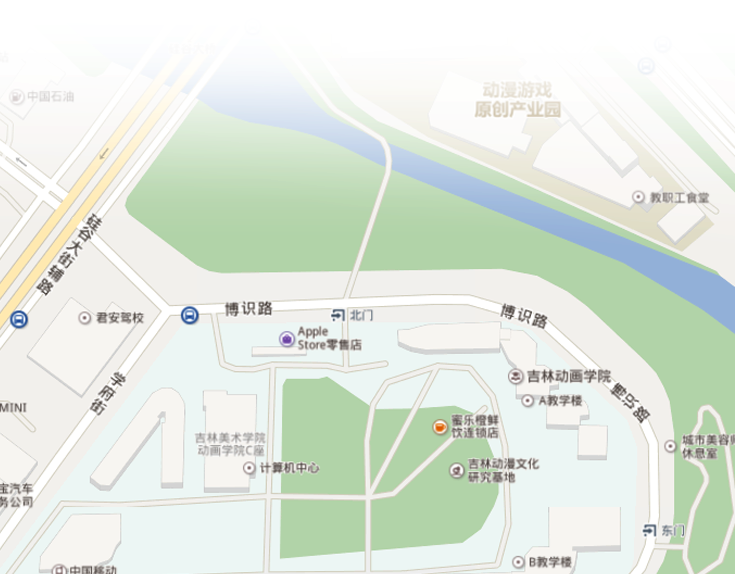 中国石油
动漫游戏
原创产业园
教职工食堂
硅谷大街辅路
君安驾校
博识路
北门
博识路
Apple
Store零售店
吉林动画学院
A教学楼
博识路
学府街
MINI
蜜乐橙鲜
饮连锁店
吉林美术学院
动画学院C座
计算机中心
吉林动漫文化
研究基地
城市美容师
休息室
宝汽车
务公司
东门
B教学楼
中国移动